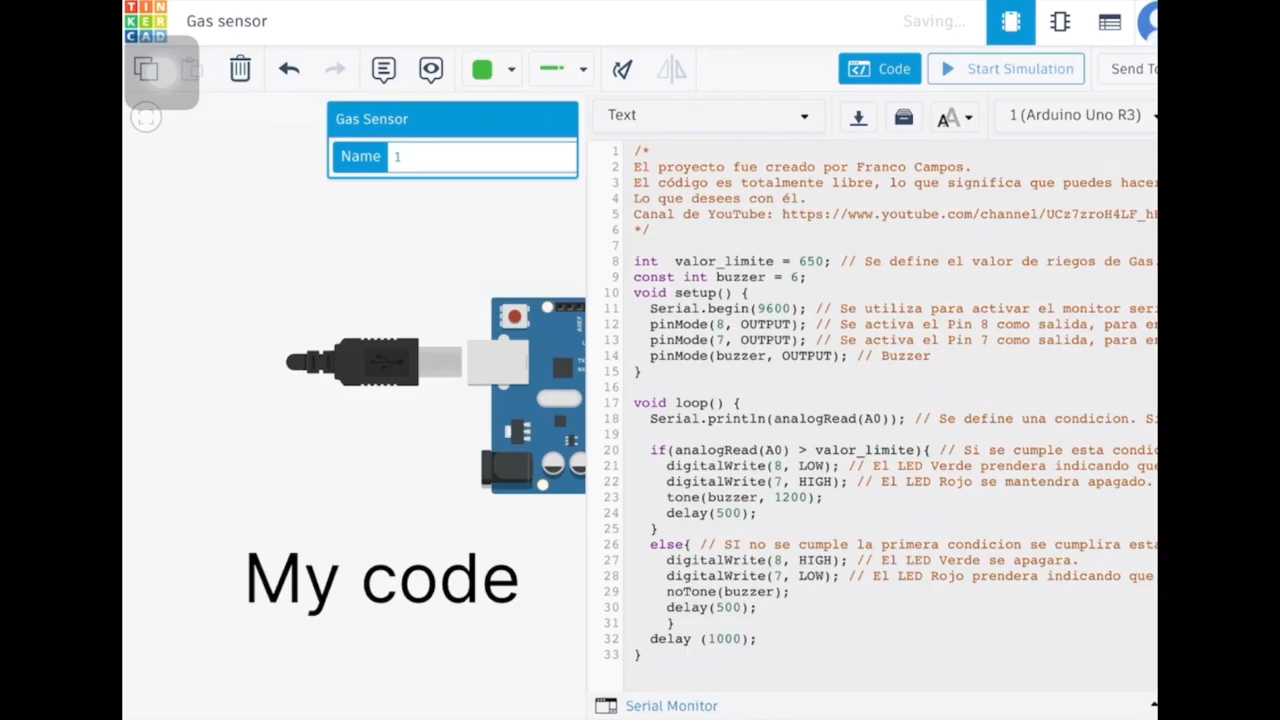 TIN
KER
CAD
Gas sensor
Saving...
Code
Start Simulation
Send To
Gas Sensor
Name 1
Text
1 (Arduino Uno R3)
1 /*
2 El proyecto fue creado por Franco Campos.
3 El código es totalmente libre, lo que significa que puedes hacer
4 Lo que desees con él.
5 Canal de YouTube: https://www.youtube.com/channel/UCz7zroH4LF_h
6 */
7
8 int  valor_limite = 650; // Se define el valor de riegos de Gas
9 const int buzzer = 6;
10 void setup() {
11   Serial.begin(9600); // Se utiliza para activar el monitor seri
12   pinMode(8, OUTPUT); // Se activa el Pin 8 como salida, para en
13   pinMode(7, OUTPUT); // Se activa el Pin 7 como salida, para en
14   pinMode(buzzer, OUTPUT); // Buzzer
15 }
16
17 void loop() {
18   Serial.println(analogRead(A0)); // Se define una condicion. Si
19
20   if(analogRead(A0) > valor_limite){ // Si se cumple esta condic
21     digitalWrite(8, LOW); // El LED Verde prendera indicando que
22     digitalWrite(7, HIGH); // El LED Rojo se mantendra apagado.
23     tone(buzzer, 1200);
24     delay(500);
25   }
26   else{ // SI no se cumple la primera condicion se cumplira esta
27     digitalWrite(8, HIGH); // El LED Verde se apagara.
28     digitalWrite(7, LOW); // El LED Rojo prendera indicando que
29     noTone(buzzer);
30     delay(500);
31     }
32   delay (1000);
33 }
My code
AREF
Serial Monitor